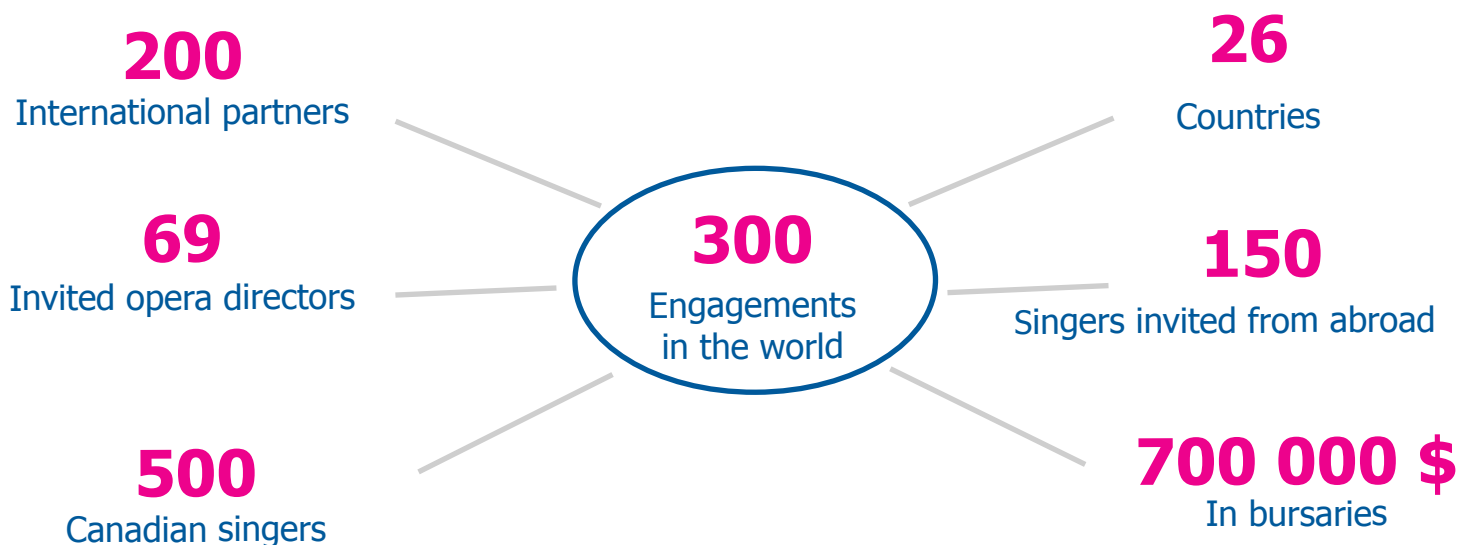 200
International partners
69
Invited opera directors
500
Canadian singers
300
Engagements
in the world
26
Countries
150
Singers invited from abroad
700 000 $
In bursaries